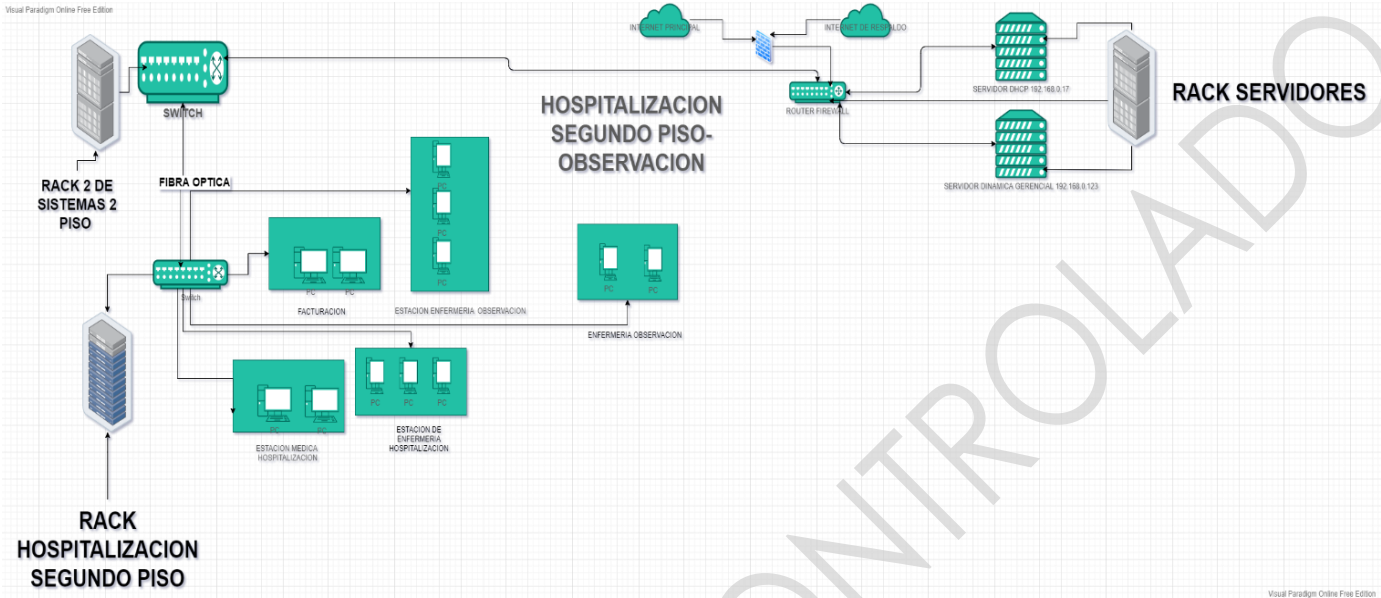 Visual Paradigm Online Free Edition
INTERNET PRINCIPAL
INTERNET DE RESPALDO
SWITCH
SERVIDOR DHCP 192.168.0.17
RACK SERVIDORES
ROUTER FIREWALL
HOSPITALIZACION
SEGUNDO PISO-
OBSERVACION
RACK 2 DE
SISTEMAS 2
PISO
FIBRA OPTICA
SERVIDOR DINAMICA GERENCIAL 192.168.0.123
PC
PC
PC
Switch
PC
PC
FACTURACION
ESTACION ENFERMERIA OBSERVACION
PC
PC
ENFERMERIA OBSERVACION
PC
PC
PC
PC
PC
ESTACION DE
ENFERMERIA
HOSPITALIZACION
ESTACION MEDICA
HOSPITALIZACION
RACK
HOSPITALIZACION
SEGUNDO PISO
ONTROLADO
Visual Paradigm Online Free Edition